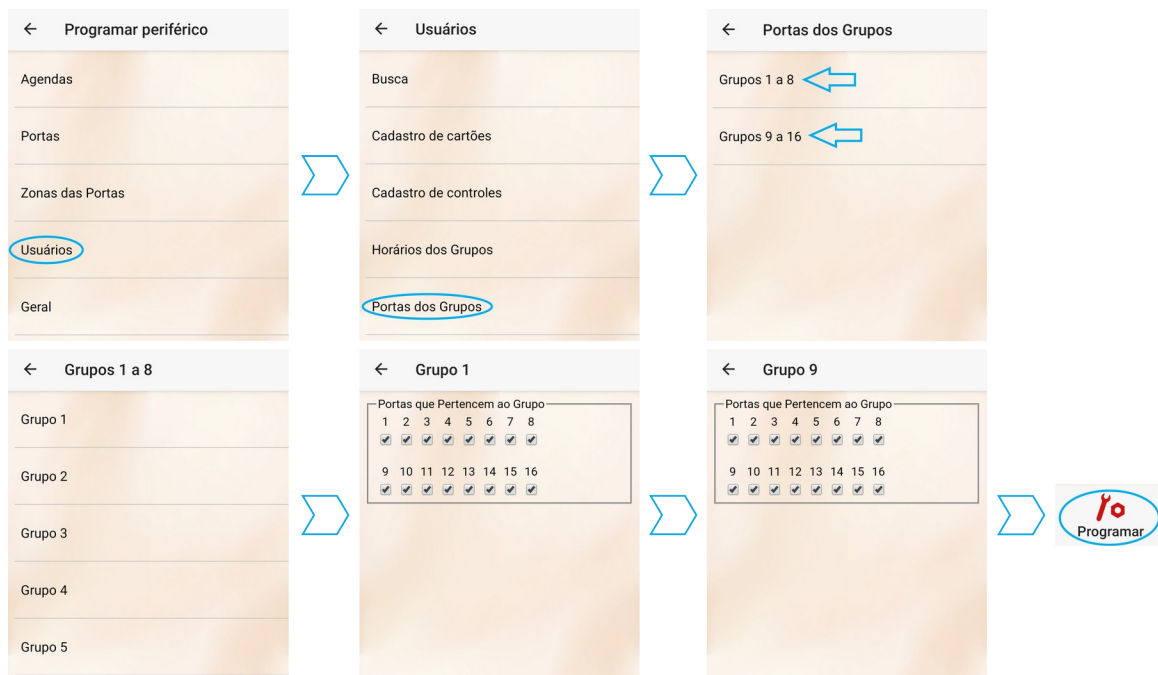 Programar periférico
Agendas
Portas
Zonas das Portas
Usuários
Geral
Usuários
Busca
Cadastro de cartões
Cadastro de controles
Horários dos Grupos
Portas dos Grupos
Portas dos Grupos
Grupos 1 a 8
Grupos 9 a 16
Grupos 1 a 8
Grupo 1
Grupo 2
Grupo 3
Grupo 4
Grupo 5
Grupo 1
Portas que Pertencem ao Grupo
1 2 3 4 5 6 7 8
9 10 11 12 13 14 15 16
Grupo 9
Portas que Pertencem ao Grupo
1 2 3 4 5 6 7 8
9 10 11 12 13 14 15 16
Programar